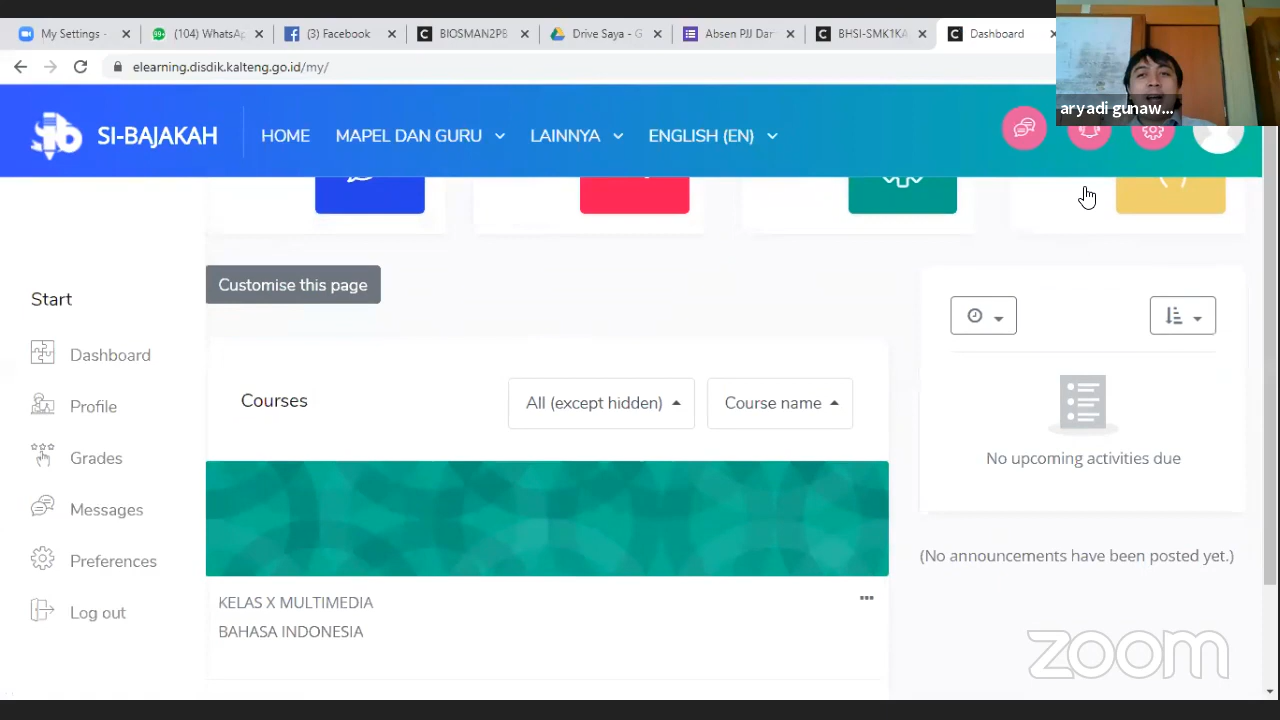 My Settings -
(104) WhatsA
(3) Facebook
BIOSMAN2PB
Drive Saya - G
Absen PJJ Dar
BHSI-SMK1KA
Dashboard
elearning.disdik.kalteng.go.id/my/
aryadi gunaw...
SI-BAJAKAH
HOME
MAPEL DAN GURU
LAINNYA
ENGLISH (EN)
Customise this page
Start
Dashboard
Profile
Grades
Messages
Preferences
Log out
Courses
All (except hidden)
Course name
KELAS X MULTIMEDIA
BAHASA INDONESIA
No upcoming activities due
(No announcements have been posted yet.)
zoom